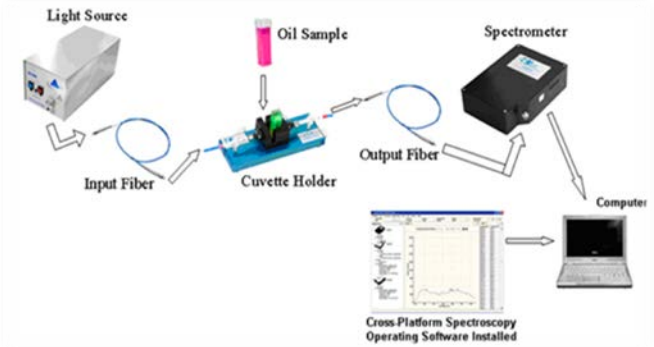 Light Source
Oil Sample
Spectrometer
Input Fiber
Cuvette Holder
Output Fiber
Computer
Cross-Platform Spectroscopy
Operating Software Installed